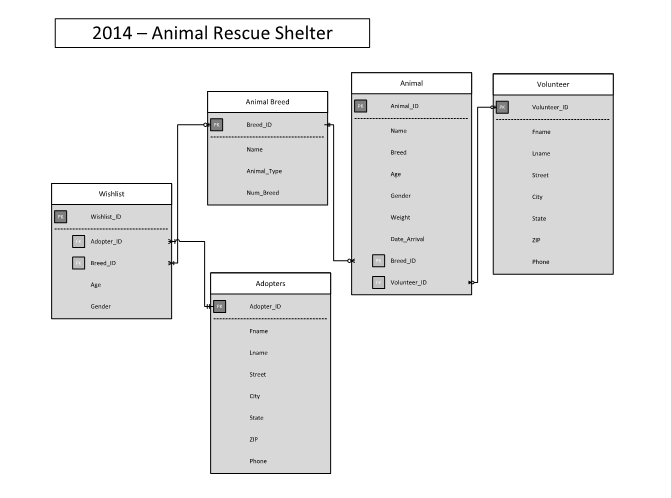 2014 – Animal Rescue Shelter
Wishlist
PK Wishlist_ID
FK Adopter_ID
FK Breed_ID
Age
Gender
Animal Breed
PK Breed_ID
Name
Animal_Type
Num_Breed
Adopters
PK Adopter_ID
Fname
Lname
Street
City
State
ZIP
Phone
Animal
PK Animal_ID
Name
Breed
Age
Gender
Weight
Date_Arrival
FK Breed_ID
FK Volunteer_ID
Volunteer
PK Volunteer_ID
Fname
Lname
Street
City
State
ZIP
Phone